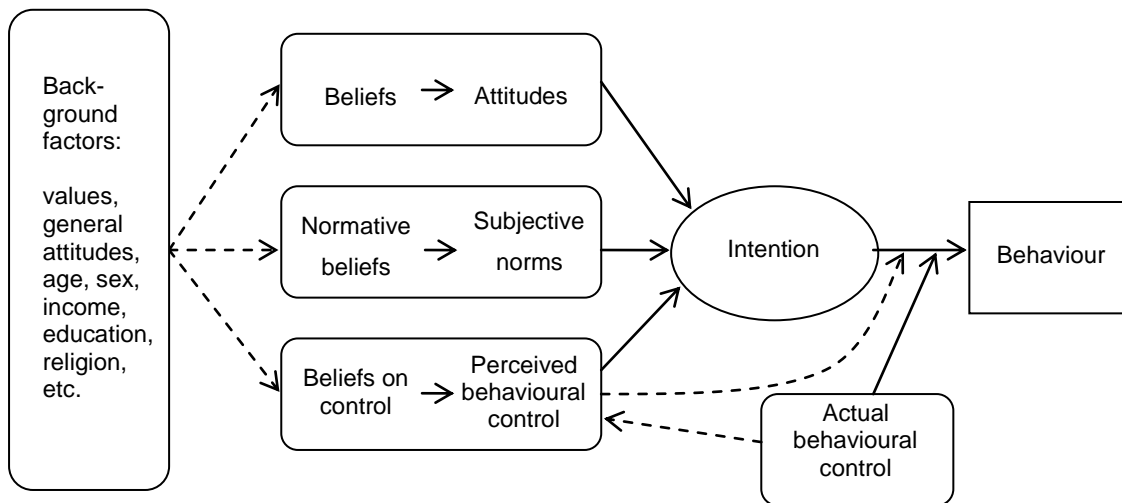 Back-
ground
factors:
values,
general
attitudes,
age, sex,
income,
education,
religion,
etc.
Beliefs
Attitudes
Normative
beliefs
Subjective
norms
Beliefs on
control
Perceived
behavioural
control
Intention
Behaviour
Actual
behavioural
control